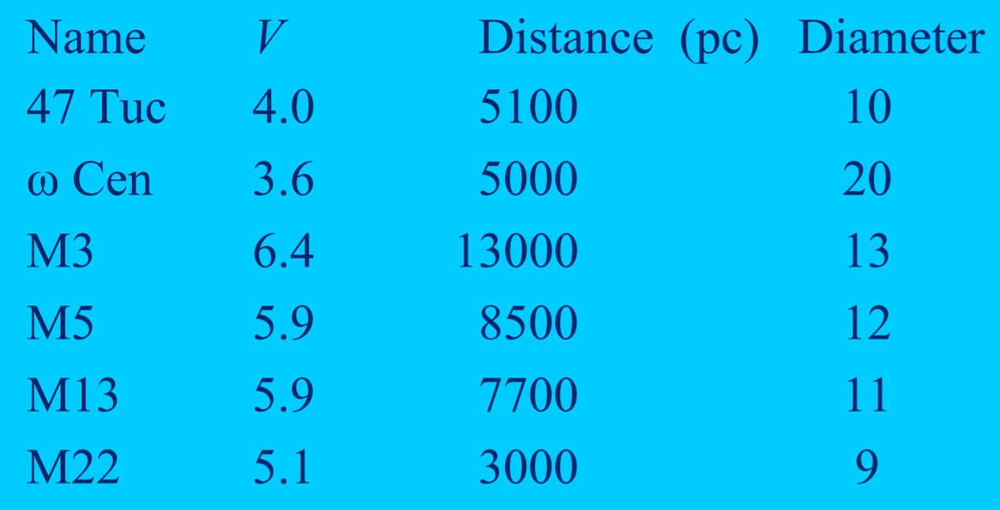 Name V Distance (pc) Diameter
47 Tuc 4.0 5100 10
ω Cen 3.6 5000 20
M3 6.4 13000 13
M5 5.9 8500 12
M13 5.9 7700 11
M22 5.1 3000 9